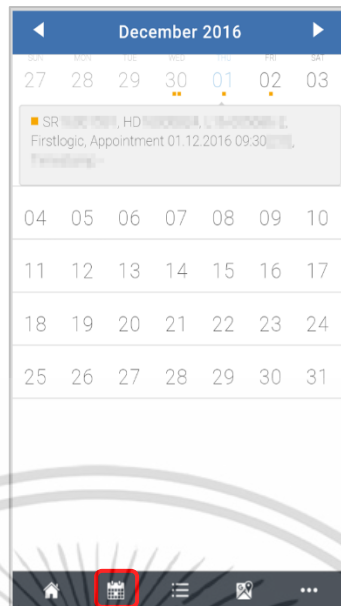 December 2016
SUN MON TUE WED THU FRI SAT
27 28 29 30 01 02 03
SR , HD
Firstlogic, Appointment 01.12.2016 09:30
04 05 06 07 08 09 10
11 12 13 14 15 16 17
18 19 20 21 22 23 24
25 26 27 28 29 30 31